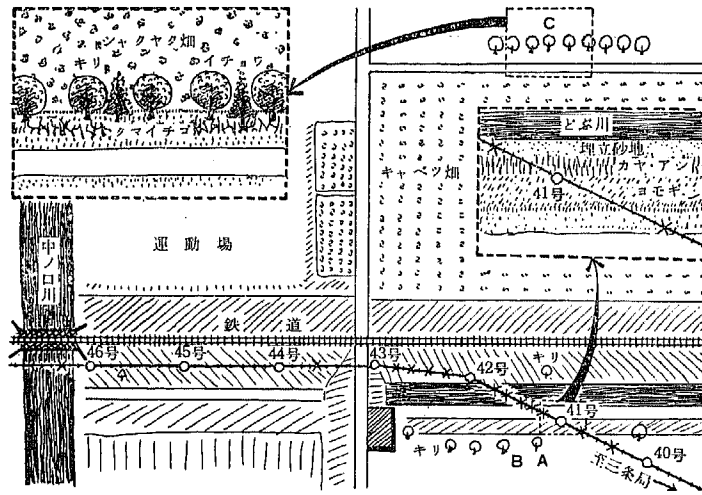 シャクヤク畑
キリ イチョウ
クマイチゴ
C
どぶ川
埋立砂地
カヤ・アシ
41号
ヨモギ
キャベツ畑
中ノ口川
運動場
鉄道
46号
45号
44号
43号
42号
キリ
41号
キリ
B
A
40号
至三条局